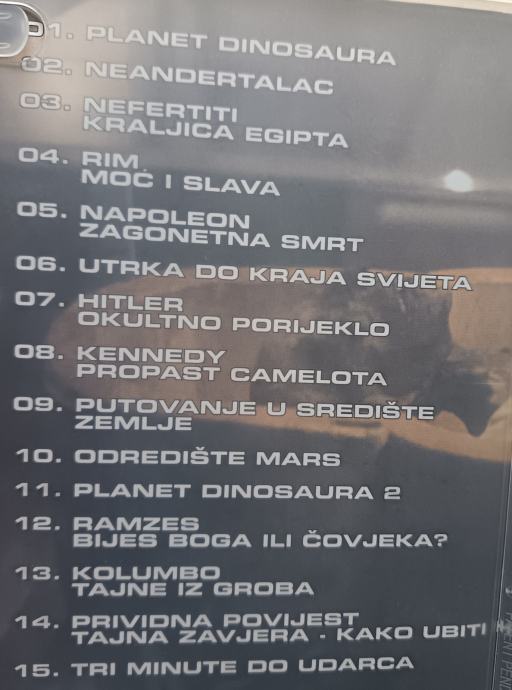 01. PLANET DINOSAURA
02. NEANDERTALAC
03. NEFERTITI
KRALJICA EGIPTA
04. RIM
MOĆ I SLAVA
05. NAPOLEON
ZAGONETNA SMRT
06. UTRKA DO KRAJA SVIJETA
07. HITLER
OKULTNO PORIJEKLO
08. KENNEDY
PROPAST CAMELOTA
09. PUTOVANJE U SREDIŠTE
ZEMLJE
10. ODREDIŠTE MARS
11. PLANET DINOSAURA 2
12. RAMZES
BIJES BOGA ILI ČOVJEKA?
13. KOLUMBO
TAJNE IZ GROBA
14. PRIVIDNA POVIJEST
TAJNA ZAVJERA - KAKO UBITI
15. TRI MINUTE DO UDARCA